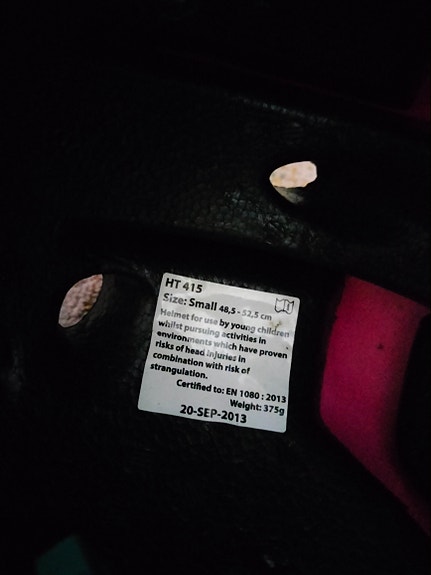 HT 415
Size: Small 48,5 - 52,5 cm
Helmet for use by young children
whilst pursuing activities in
environments which have proven
risks of head injuries in
combination with risk of
strangulation.
Certified to: EN 1080 : 2013
Weight: 375g
20-SEP-2013